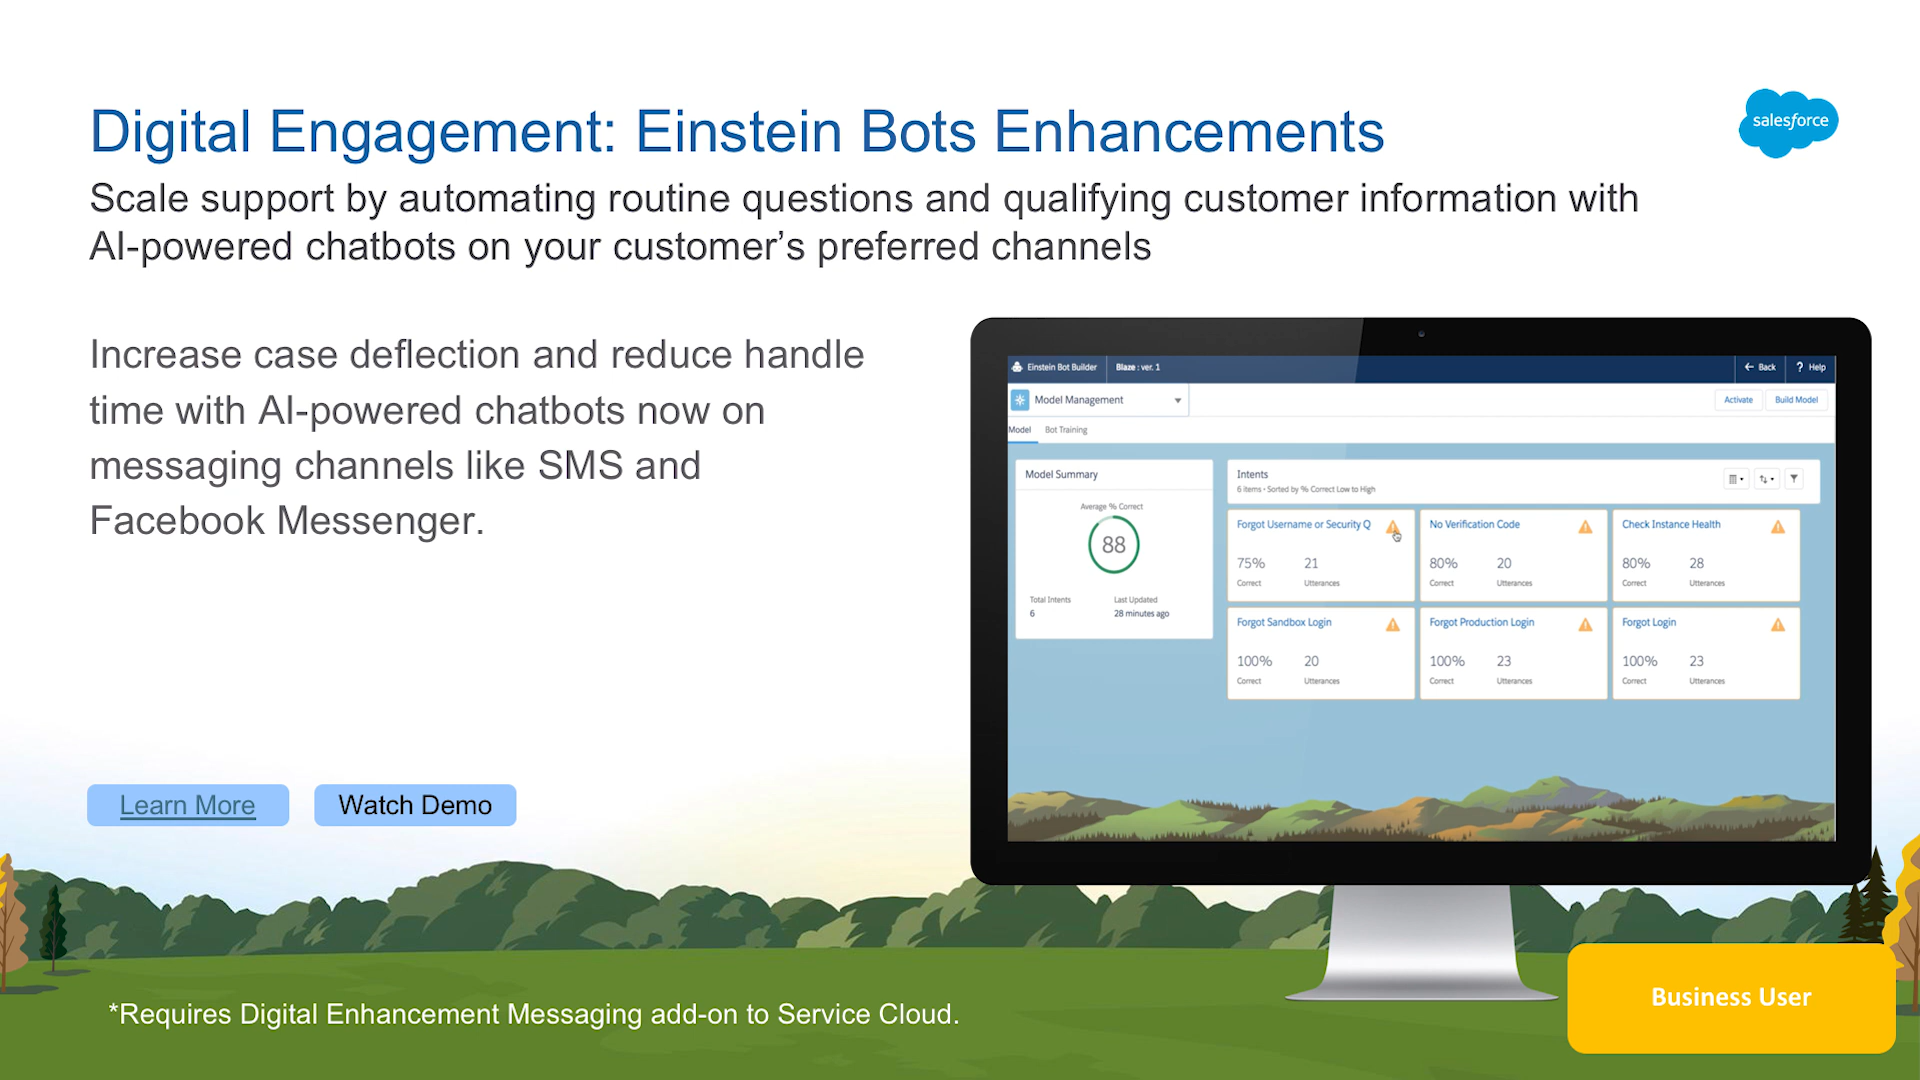 Digital Engagement: Einstein Bots Enhancements
salesforce
Scale support by automating routine questions and qualifying customer information with
AI-powered chatbots on your customer’s preferred channels
Increase case deflection and reduce handle
time with AI-powered chatbots now on
messaging channels like SMS and
Facebook Messenger.
Learn More
Watch Demo
Einstein Bot Builder
Blaze : ver. 1
Back
? Help
Model Management
Activate
Build Model
Model
Bot Training
Model Summary
Average % Correct
88
Total Intents
Last Updated
6
28 minutes ago
Intents
6 items • Sorted by % Correct Low to High
Forgot Username or Security Q
75%
21
Correct
Utterances
No Verification Code
80%
20
Correct
Utterances
Check Instance Health
80%
28
Correct
Utterances
Forgot Sandbox Login
100%
20
Correct
Utterances
Forgot Production Login
100%
23
Correct
Utterances
Forgot Login
100%
23
Correct
Utterances
*Requires Digital Enhancement Messaging add-on to Service Cloud.
Business User